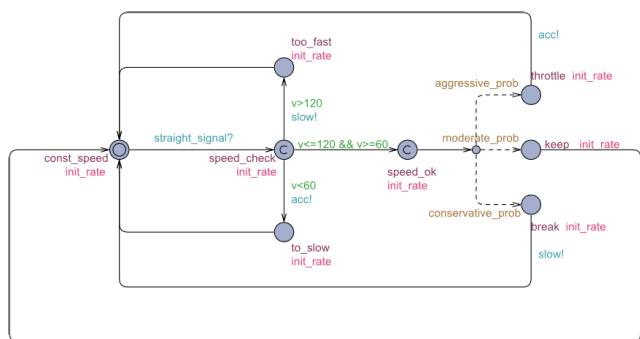 acc!
too_fast
init_rate
aggressive_prob
throttle init_rate
v>120
slow!
straight_signal?
v<=120 && v>=60
moderate_prob
const_speed
init_rate
C
speed_check
init_rate
C
speed_ok
init_rate
keep init_rate
v<60
acc!
conservative_prob
to_slow
init_rate
break init_rate
slow!